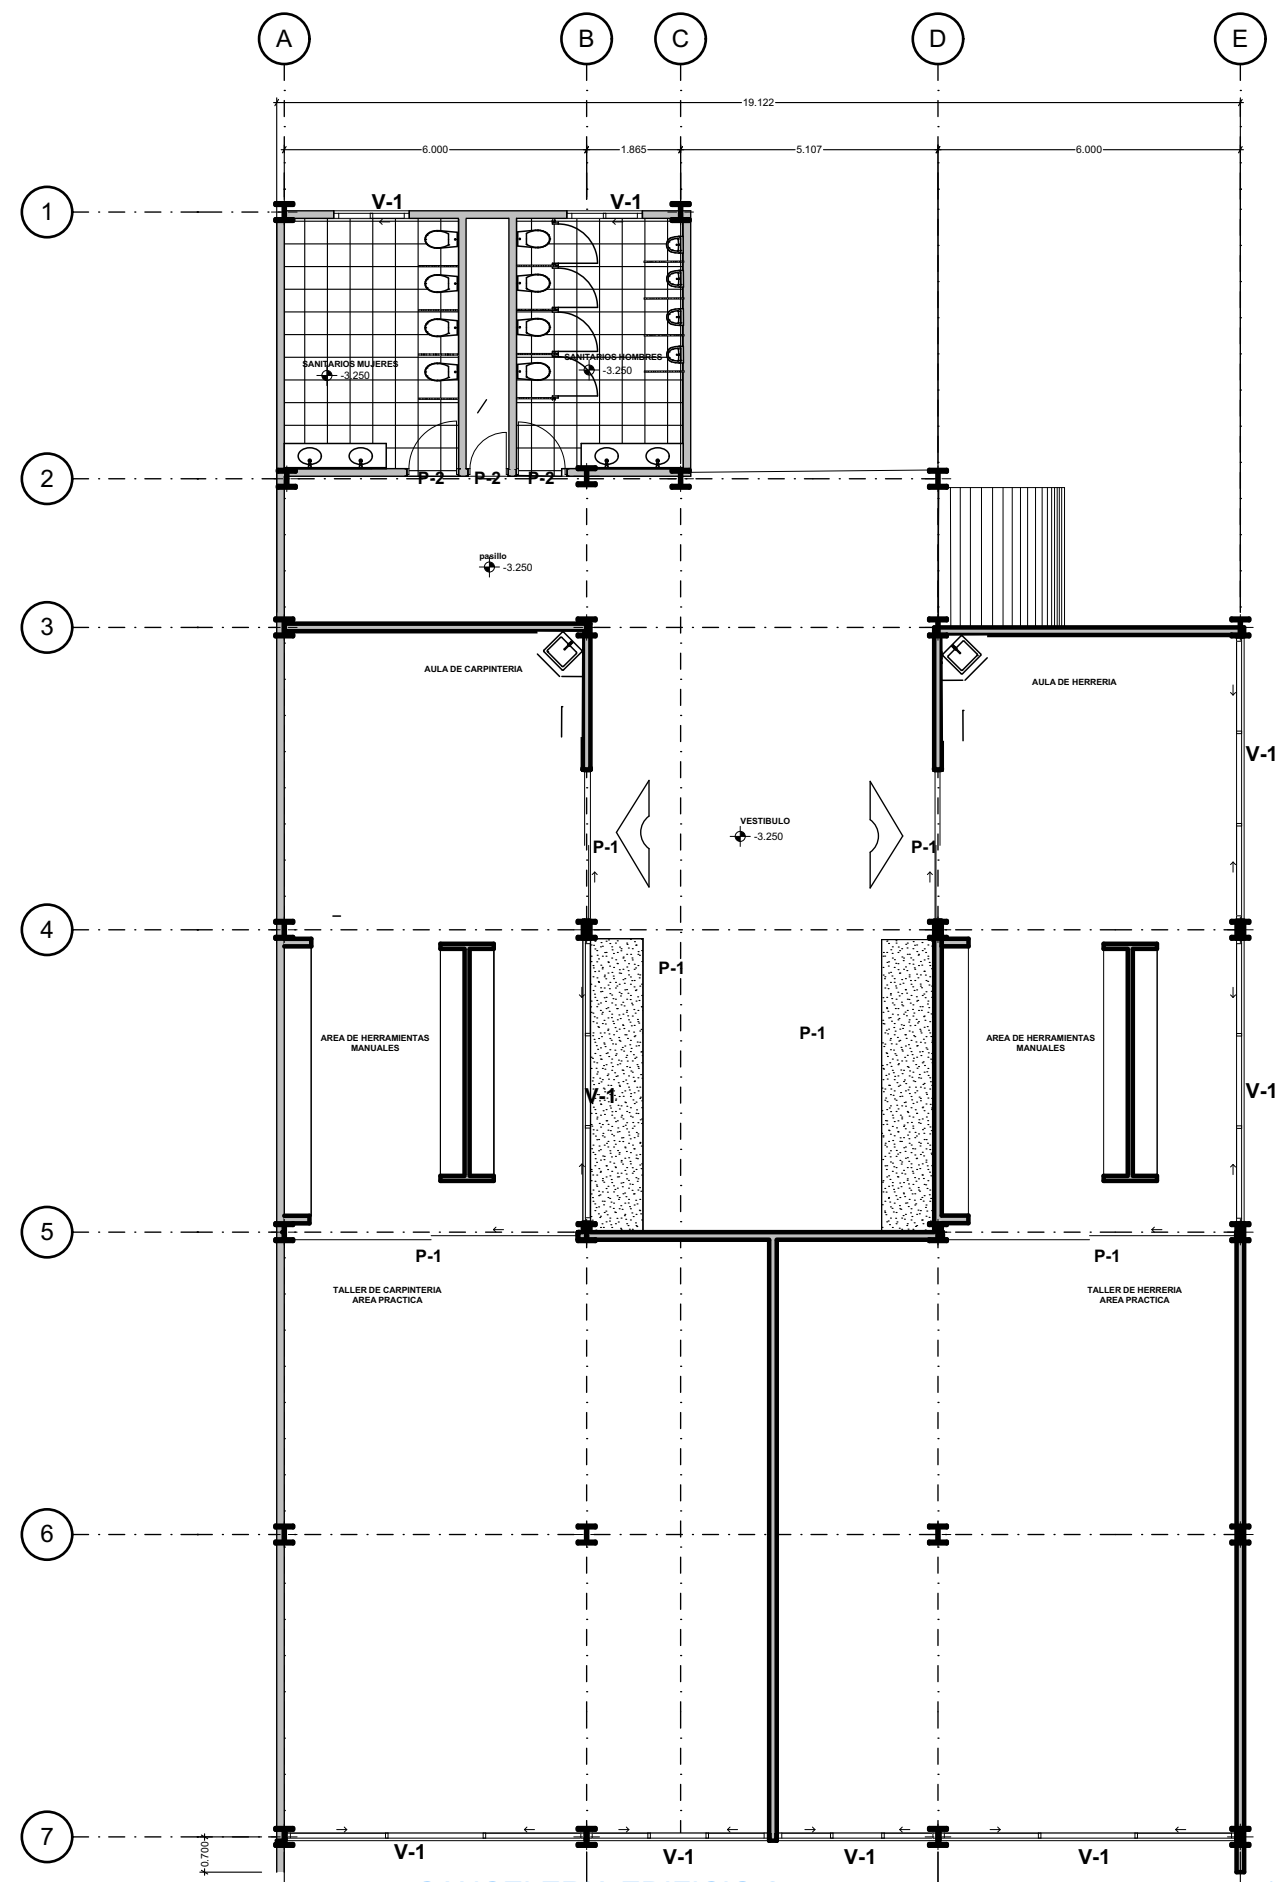 A B C D E
19.122
6.000 1.865 5.107 6.000
1
V-1 V-1
SANITARIOS MUJERES
-3.250
SANITARIOS HOMBRES
-3.250
2
P-2 P-2 P-2
pasillo
-3.250
3
AULA DE CARPINTERIA
AULA DE HERRERIA
V-1
VESTIBULO
-3.250
P-1 P-1
4
P-1
P-1
AREA DE HERRAMIENTAS
MANUALES
AREA DE HERRAMIENTAS
MANUALES
V-1
V-1
5
P-1 P-1
TALLER DE CARPINTERIA
AREA PRACTICA
TALLER DE HERRERIA
AREA PRACTICA
6
7
0.700
V-1 V-1 V-1 V-1